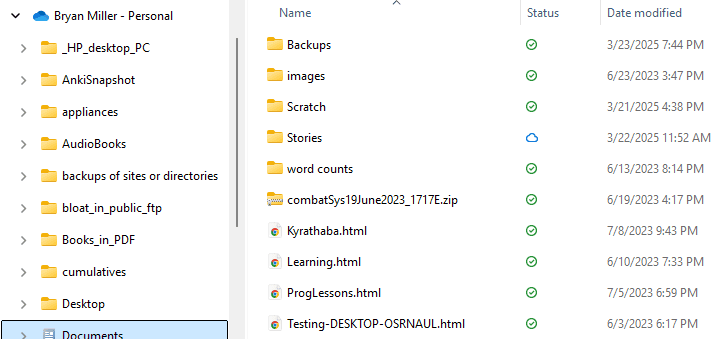 Bryan Miller - Personal
_HP_desktop_PC
AnkiSnapshot
appliances
AudioBooks
backups of sites or directories
bloat_in_public_ftp
Books_in_PDF
cumulatives
Desktop
Documents
Name Status Date modified
Backups 3/23/2025 7:44 PM
images 6/23/2023 3:47 PM
Scratch 3/21/2025 4:38 PM
Stories 3/22/2025 11:52 AM
word counts 6/13/2023 8:14 PM
combatSys19June2023_1717E.zip 6/19/2023 4:17 PM
Kyrathaba.html 7/8/2023 9:43 PM
Learning.html 6/10/2023 7:33 PM
ProgLessons.html 7/5/2023 6:59 PM
Testing-DESKTOP-OSRNAUL.html 6/3/2023 6:17 PM